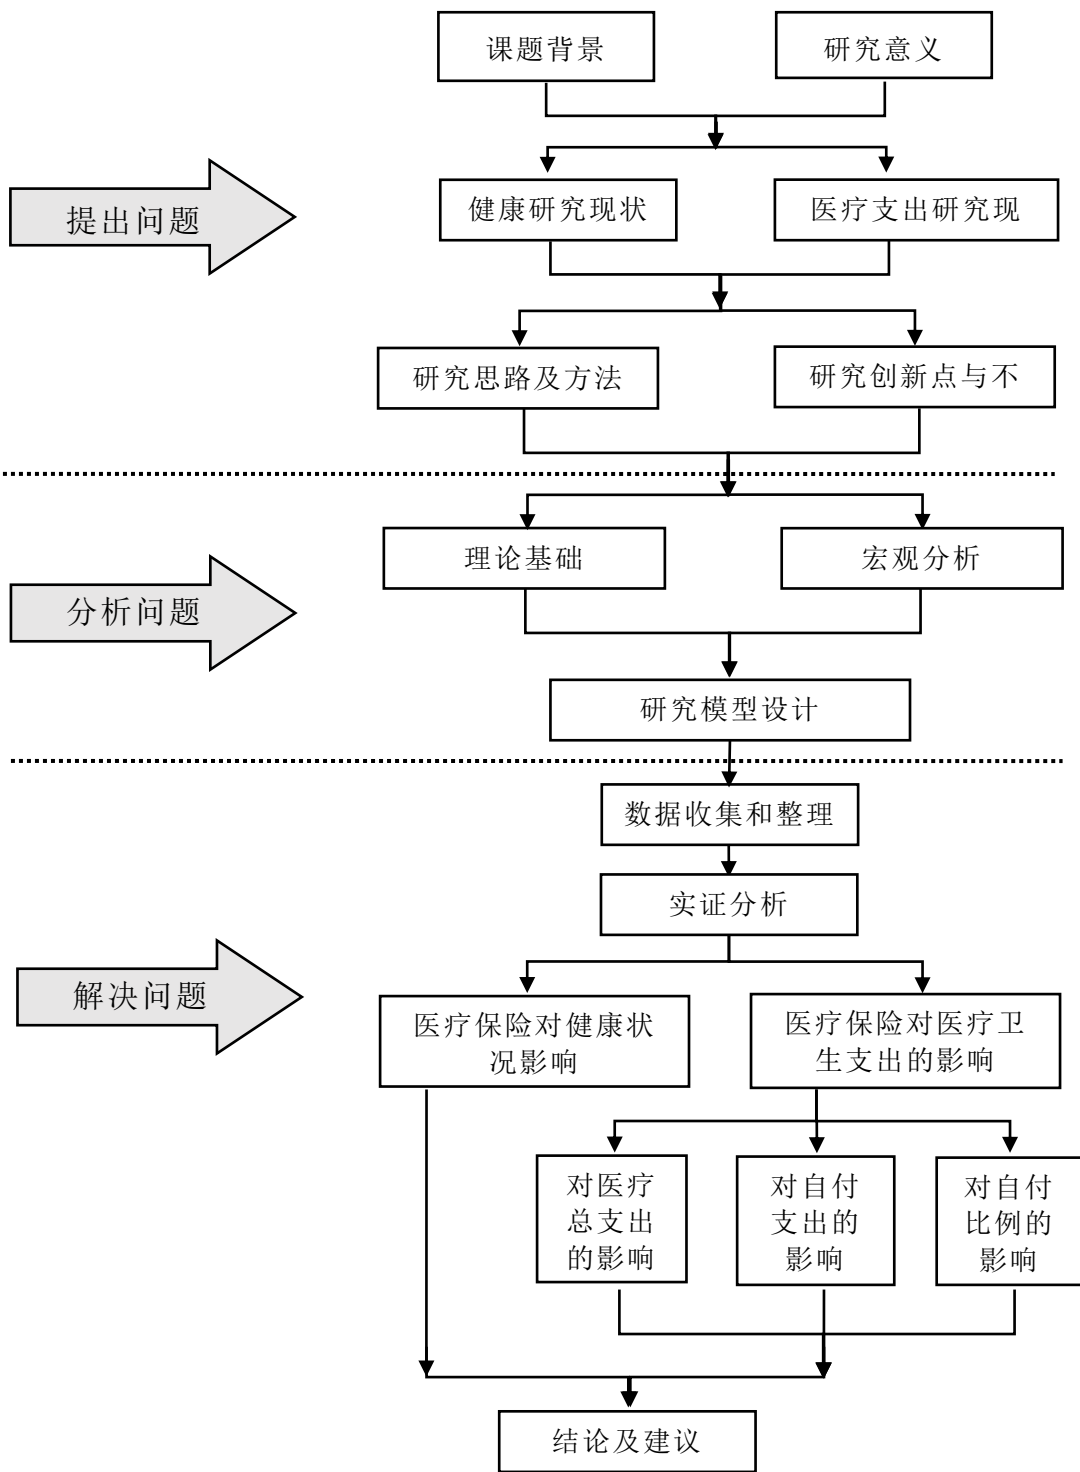 课题背景
研究意义
提出问题
健康研究现状
医疗支出研究现
研究思路及方法
研究创新点与不
分析问题
理论基础
宏观分析
研究模型设计
解决问题
数据收集和整理
实证分析
医疗保险对健康状
况影响
医疗保险对医疗卫
生支出的影响
对医疗
总支出
的影响
对自付
支出的
影响
对自付
比例的
影响
结论及建议